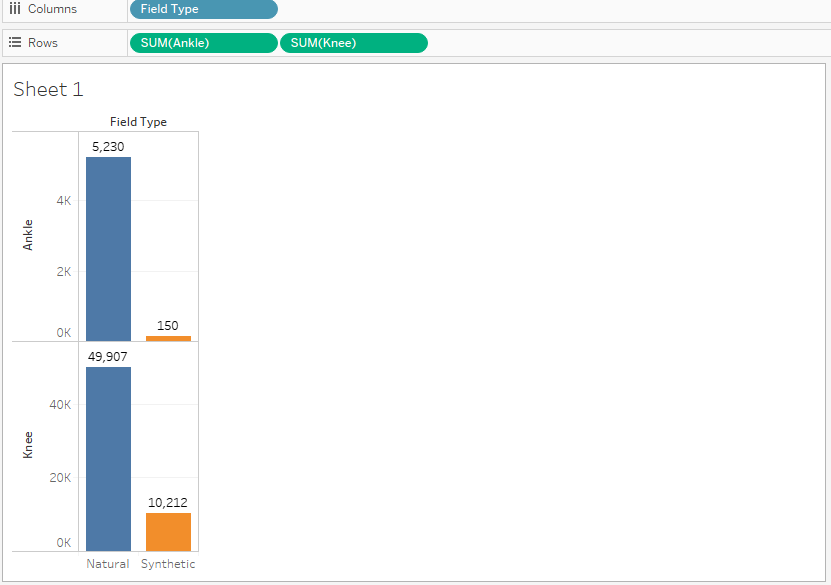 Columns
Field Type
Rows
SUM(Ankle)
SUM(Knee)
Sheet 1
Field Type
5,230
4K
2K
150
0K
Ankle
49,907
40K
20K
10,212
0K
Knee
Natural
Synthetic